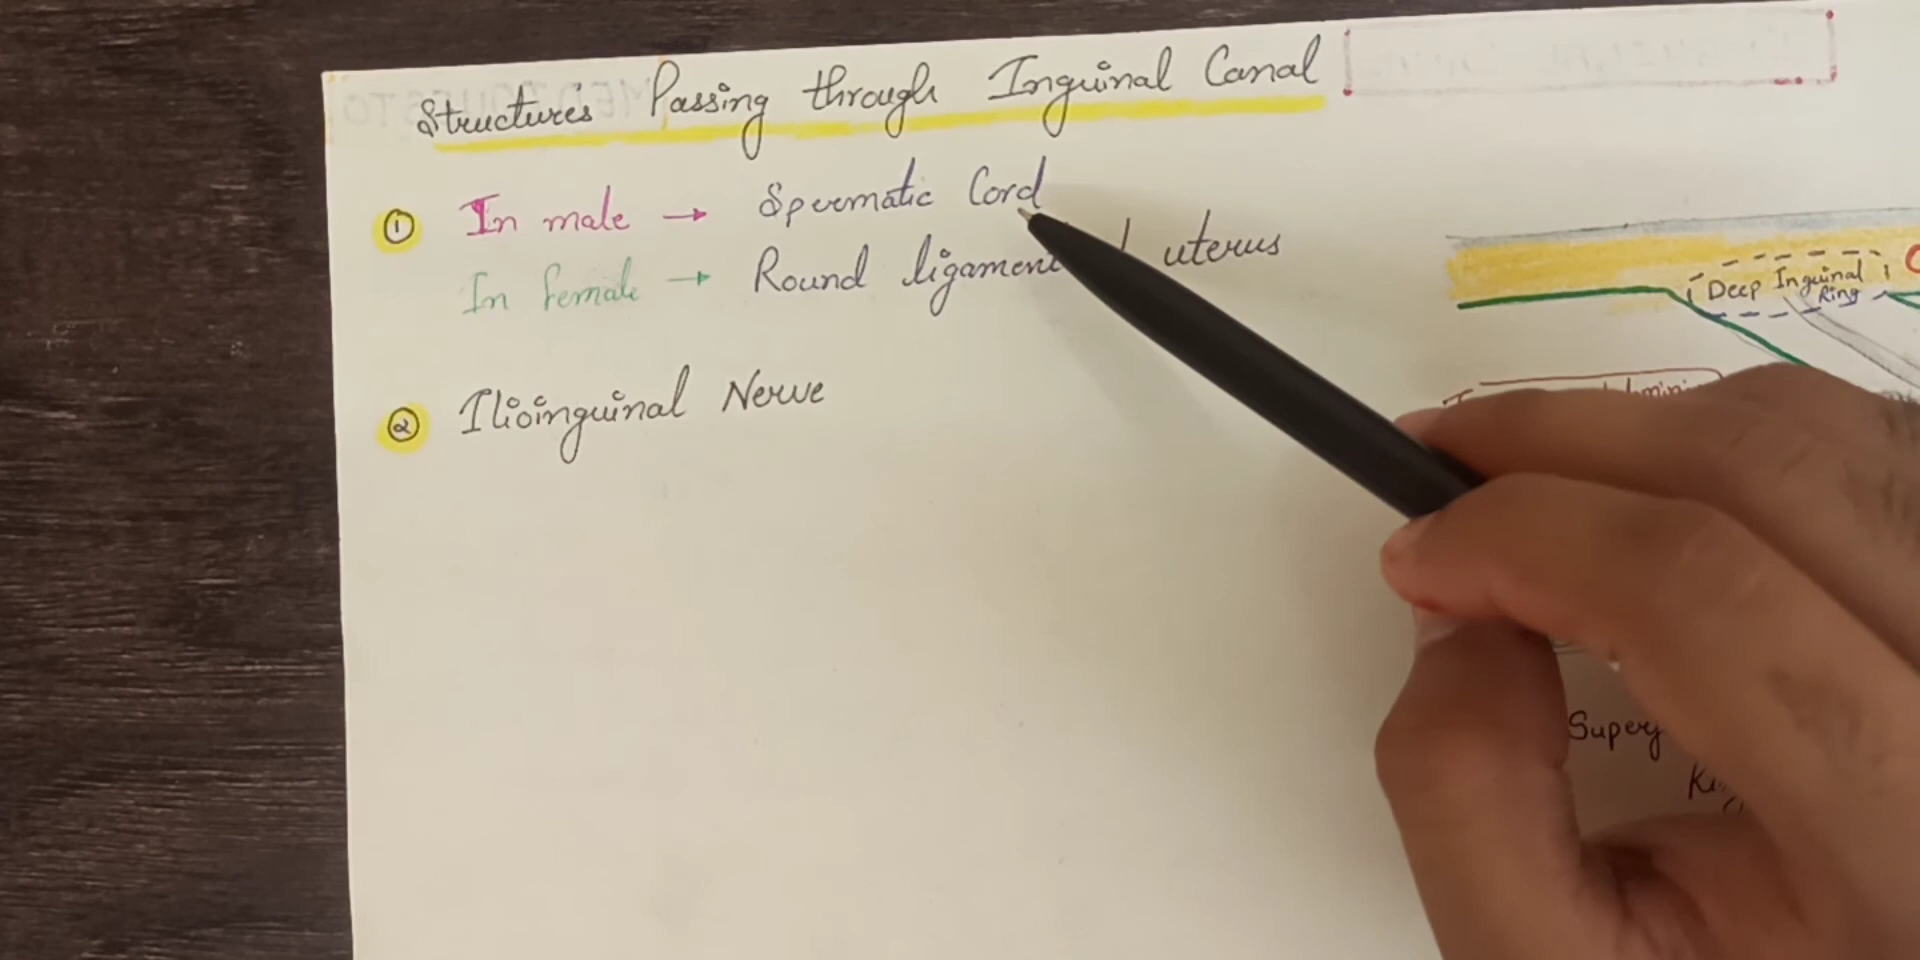 Structures Passing through Inguinal Canal
① In male → Spermatic Cord
In female → Round ligament uterus
② Ilioinguinal Nerve
Deep Inguinal Ring